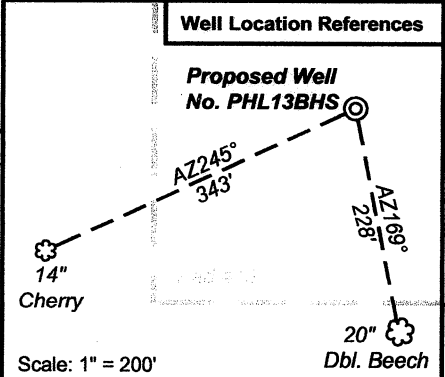 Well Location References
Proposed Well
No. PHL13BHS
AZ245°
343'
AZ169°
228'
14"
Cherry
20"
Dbl. Beech
Scale: 1" = 200'